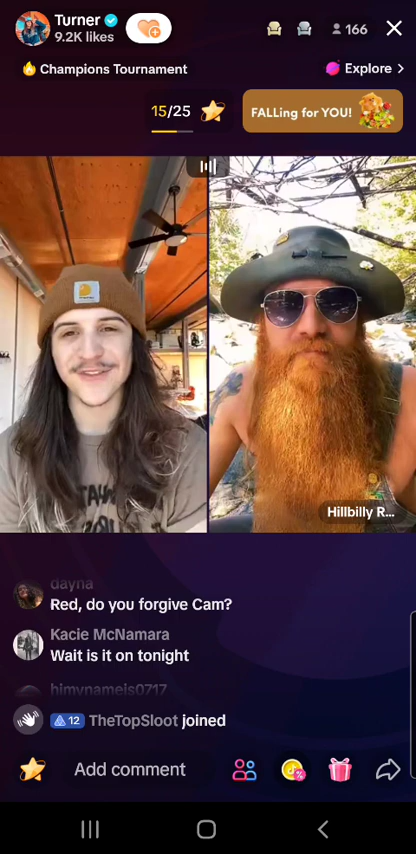 Turner
9.2K likes
166
Champions Tournament
Explore >
15/25
FALLing for YOU!
Hillbilly R...
dayna
Red, do you forgive Cam?
Kacie McNamara
Wait is it on tonight
himynameis0717
12 TheTopSloot joined
Add comment